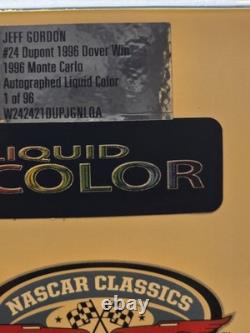 JEFF GORDON
#24 Dupont 1996 Dover Win
1996 Monte Carlo
Autographed Liquid Color
1 of 96
W242421DUPJGNLQA
LIQUID
COLOR
NASCAR CLASSICS